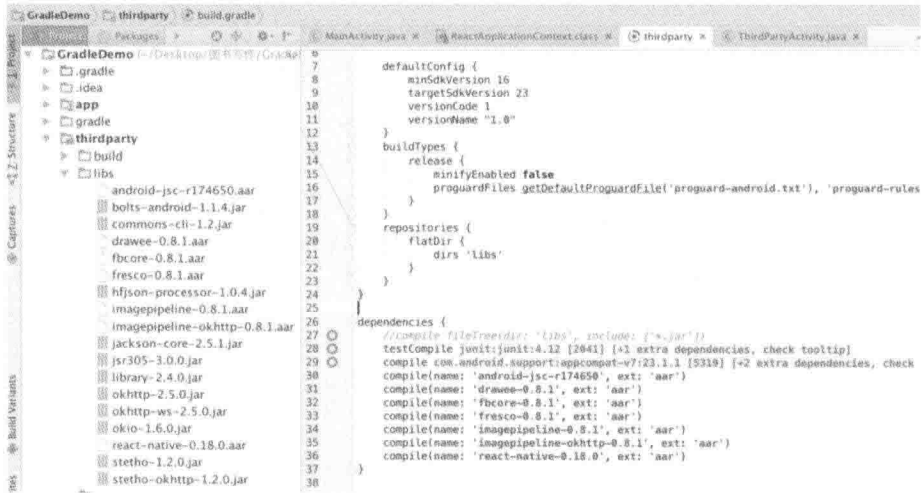 GradleDemo thirdparty build.gradle
Packages
MainActivity.java
ReactApplicationContext.class
thirdparty
ThirdPartyActivity.java
1: Project
Z: Structure
Captures
Build Variants
GradleDemo
.gradle
.idea
app
gradle
thirdparty
build
libs
android-jsc-r174650.aar
bolts-android-1.1.4.jar
commons-cli-1.2.jar
drawee-0.8.1.aar
fbcore-0.8.1.aar
fresco-0.8.1.aar
hfjson-processor-1.0.4.jar
imagepipeline-0.8.1.aar
imagepipeline-okhttp-0.8.1.aar
jackson-core-2.5.1.jar
jsr305-3.0.0.jar
library-2.4.0.jar
okhttp-2.5.0.jar
okhttp-ws-2.5.0.jar
okio-1.6.0.jar
react-native-0.18.0.aar
stetho-1.2.0.jar
stetho-okhttp-1.2.0.jar
6
7 defaultConfig {
8 minSdkVersion 16
9 targetSdkVersion 23
10 versionCode 1
11 versionName "1.0"
12 }
13 buildTypes {
14 release {
15 minifyEnabled false
16 proguardFiles getDefaultProguardFile('proguard-android.txt'), 'proguard-rules
17 }
18 }
19 repositories {
20 flatDir {
21 dirs 'libs'
22 }
23 }
24 }
25
26 dependencies {
27 //compile fileTree(dir: 'libs', include: ['*.jar'])
28 testCompile junit:junit:4.12 [2041] [+1 extra dependencies, check tooltip]
29 compile com.android.support:appcompat-v7:23.1.1 [5319] [+2 extra dependencies, check
30 compile(name: 'android-jsc-r174650', ext: 'aar')
31 compile(name: 'drawee-0.8.1', ext: 'aar')
32 compile(name: 'fbcore-0.8.1', ext: 'aar')
33 compile(name: 'fresco-0.8.1', ext: 'aar')
34 compile(name: 'imagepipeline-0.8.1', ext: 'aar')
35 compile(name: 'imagepipeline-okhttp-0.8.1', ext: 'aar')
36 compile(name: 'react-native-0.18.0', ext: 'aar')
37 }
38